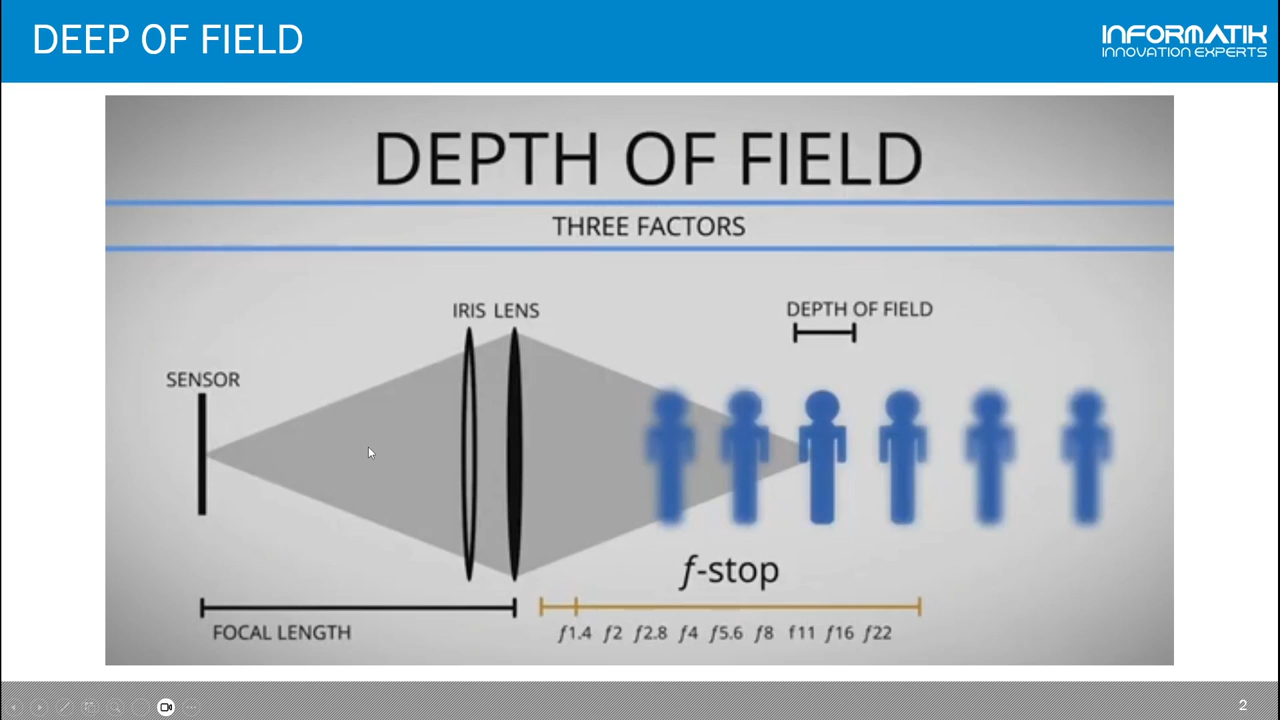 DEEP OF FIELD
INFORMATIK
INNOVATION EXPERTS
DEPTH OF FIELD
THREE FACTORS
IRIS LENS
DEPTH OF FIELD
SENSOR
f-stop
FOCAL LENGTH
f1.4 f2 f2.8 f4 f5.6 f8 f11 f16 f22
2